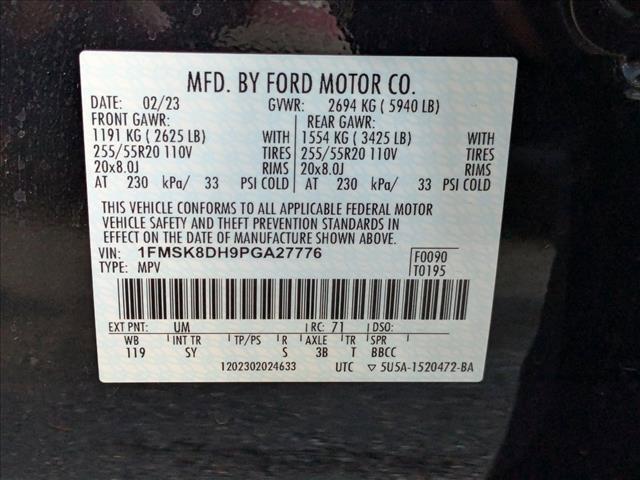 MFD. BY FORD MOTOR CO.
DATE: 02/23 GVWR: 2694 KG ( 5940 LB)
FRONT GAWR: REAR GAWR:
1191 KG ( 2625 LB) WITH 1554 KG ( 3425 LB) WITH
255/55R20 110V TIRES 255/55R20 110V TIRES
20x8.0J RIMS 20x8.0J RIMS
AT 230 kPa/ 33 PSI COLD AT 230 kPa/ 33 PSI COLD
THIS VEHICLE CONFORMS TO ALL APPLICABLE FEDERAL MOTOR
VEHICLE SAFETY AND THEFT PREVENTION STANDARDS IN
EFFECT ON THE DATE OF MANUFACTURE SHOWN ABOVE.
VIN: 1FMSK8DH9PGA27776 F0090
TYPE: MPV T0195
EXT PNT: UM RC: 71 DSO:
WB INT TR TP/PS R AXLE TR SPR
119 SY S 3B T BBCC
1202302024633 UTC ▽ 5U5A-1520472-BA